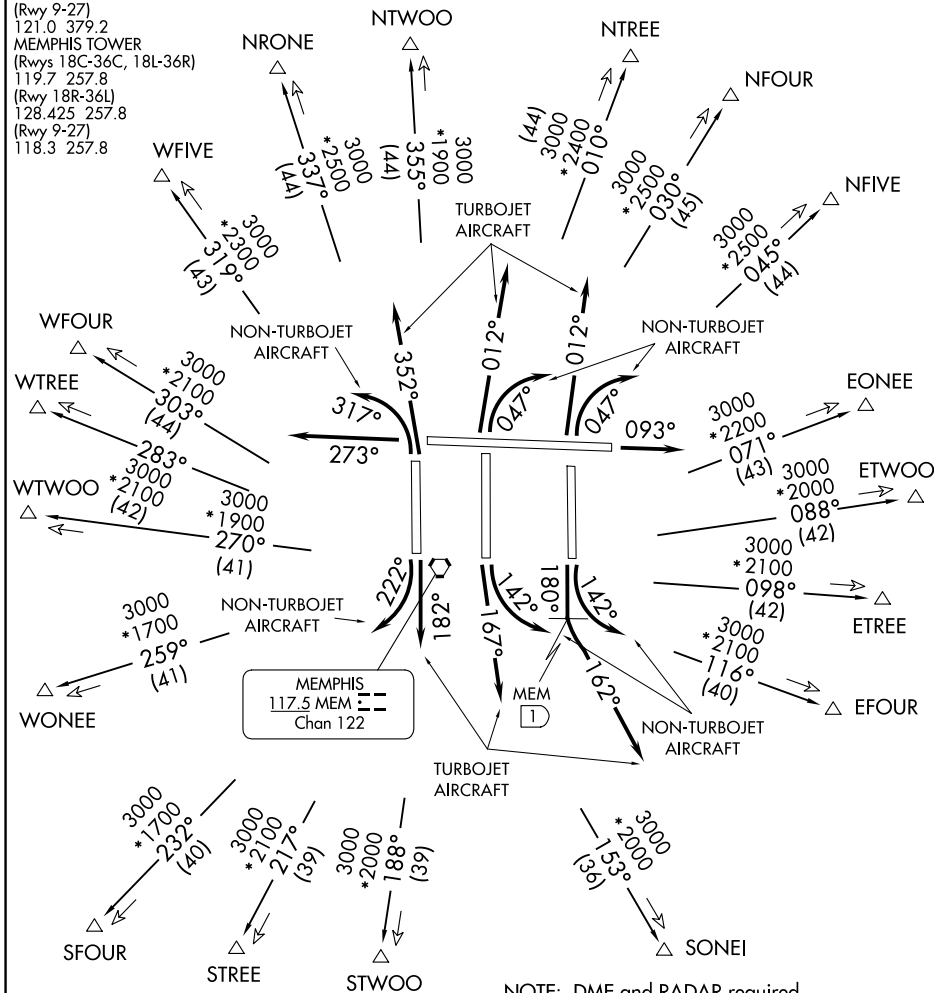 (Rwy 9-27)
121.0 379.2
MEMPHIS TOWER
(Rwys 18C-36C, 18L-36R)
119.7 257.8
(Rwy 18R-36L)
128.425 257.8
(Rwy 9-27)
118.3 257.8
NTWOO
3000
*1900
355°
(44)
NRONE
3000
*2500
337°
(44)
NTREE
3000
*2400
010°
(44)
NFOUR
3000
*2500
030°
(45)
WFIVE
3000
*2300
319°
(43)
NFIVE
3000
*2500
045°
(44)
TURBOJET
AIRCRAFT
WFOUR
3000
*2100
303°
(44)
NON-TURBOJET
AIRCRAFT
NON-TURBOJET
AIRCRAFT
352°
012°
012°
317°
047°
047°
273°
093°
WTREE
283°
3000
*2100
(42)
EONEE
3000
*2200
071°
(43)
WTWOO
3000
*1900
270°
(41)
ETWOO
3000
*2000
088°
(42)
3000
*2100
098°
(42)
ETREE
222°
182°
167°
142°
180°
142°
162°
NON-TURBOJET
AIRCRAFT
WONEE
3000
*1700
259°
(41)
3000
*2100
116°
(40)
EFOUR
MEMPHIS
117.5 MEM
Chan 122
MEM
1
NON-TURBOJET
AIRCRAFT
TURBOJET
AIRCRAFT
3000
*1700
232°
(40)
SFOUR
3000
*2100
217°
(39)
STREE
3000
*2000
188°
(39)
STWOO
3000
*2000
153°
(36)
SONEI
NOTE: DME and RADAR required